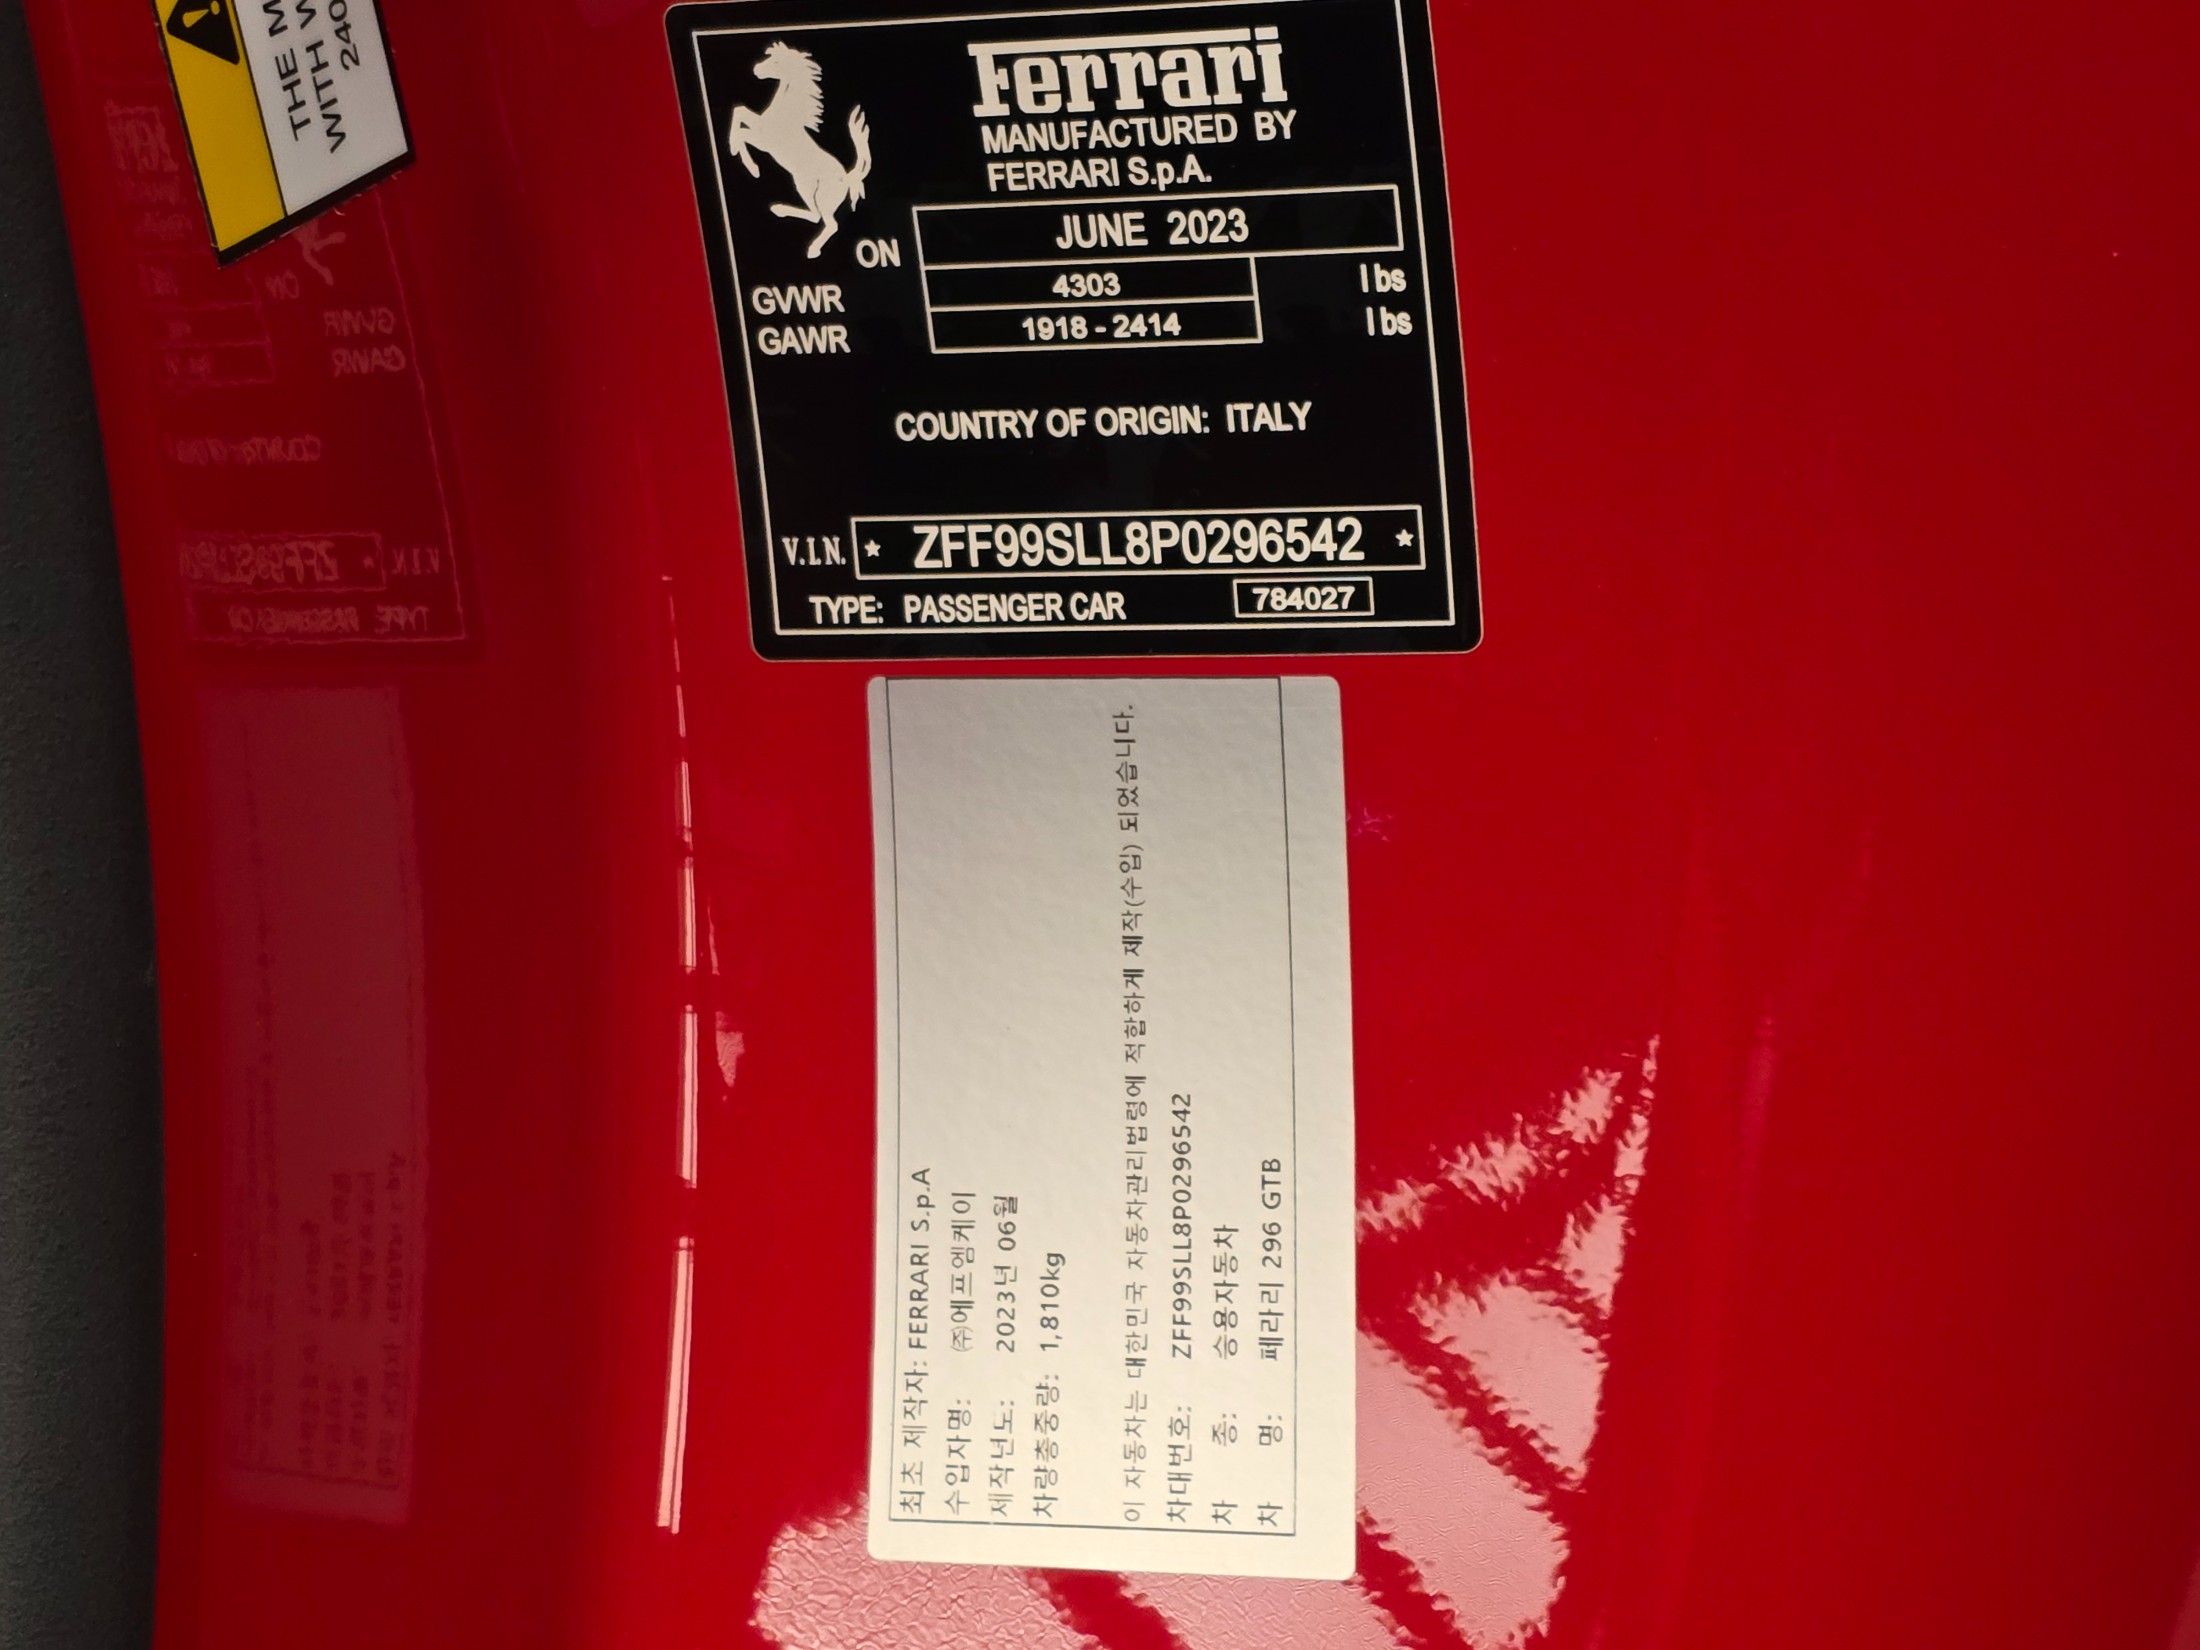 THE M
WITH W
240
Ferrari
MANUFACTURED BY
FERRARI S.p.A.
ON JUNE 2023
GVWR 4303 lbs
GAWR 1918 - 2414 lbs
COUNTRY OF ORIGIN: ITALY
V.I.N. * ZFF99SLL8P0296542 *
TYPE: PASSENGER CAR 784027
최초 제작자: FERRARI S.p.A
수입자명: ㈜에프엠케이
제작년도: 2023년 06월
차량총중량: 1,810kg
이 자동차는 대한민국 자동차관리법령에 적합하게 제작(수입) 되었습니다.
차대번호: ZFF99SLL8P0296542
차 종: 승용자동차
차 명: 페라리 296 GTB